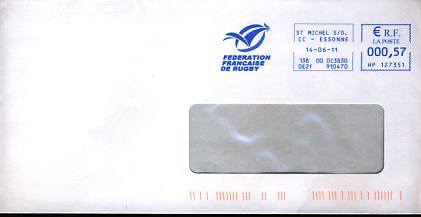 FEDERATION
FRANCAISE
DE RUGBY
ST MICHEL S/O.
CC - ESSONNE
14-06-11
138 00 DC3830
DE2F 910470
€ R.F.
LA POSTE
000,57
HP 127351